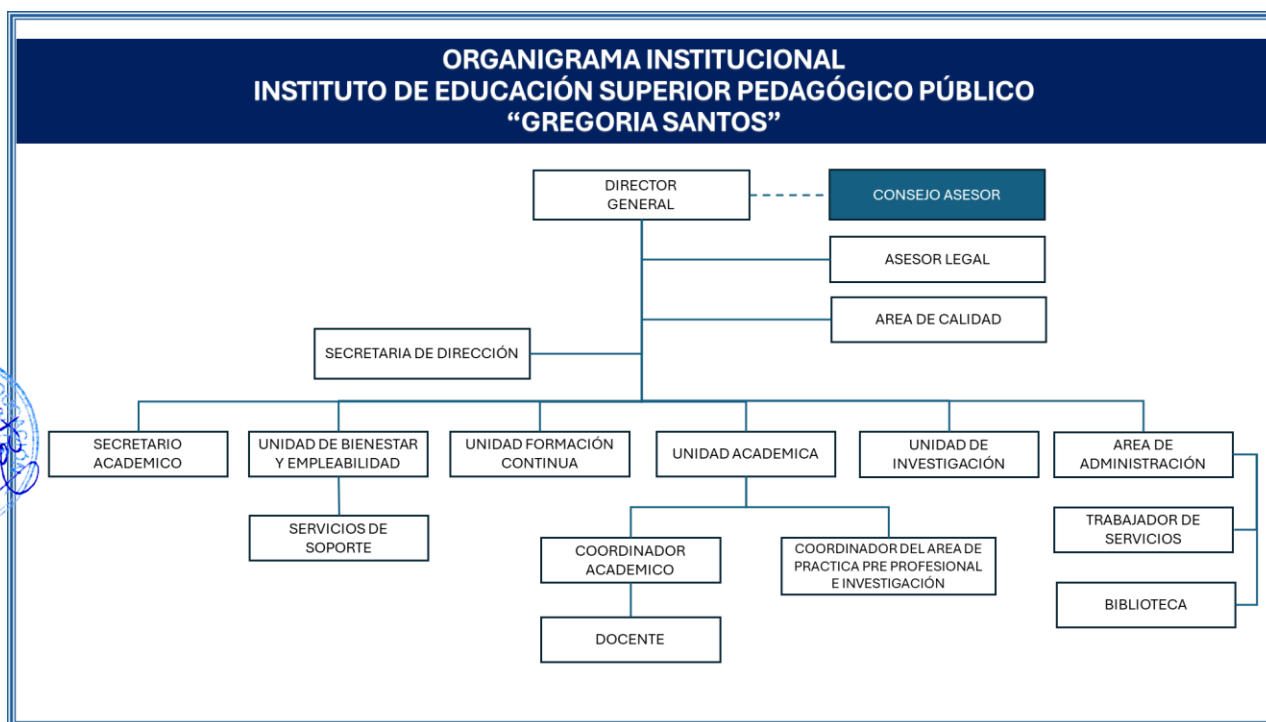 ORGANIGRAMA INSTITUCIONAL
INSTITUTO DE EDUCACIÓN SUPERIOR PEDAGÓGICO PÚBLICO
“GREGORIA SANTOS”
DIRECTOR
GENERAL
CONSEJO ASESOR
ASESOR LEGAL
AREA DE CALIDAD
SECRETARIA DE DIRECCIÓN
SECRETARIO
ACADEMICO
UNIDAD DE BIENESTAR
Y EMPLEABILIDAD
UNIDAD FORMACIÓN
CONTINUA
UNIDAD ACADEMICA
UNIDAD DE
INVESTIGACIÓN
AREA DE
ADMINISTRACIÓN
SERVICIOS DE
SOPORTE
COORDINADOR
ACADEMICO
COORDINADOR DEL AREA DE
PRACTICA PRE PROFESIONAL
E INVESTIGACIÓN
TRABAJADOR DE
SERVICIOS
BIBLIOTECA
DOCENTE